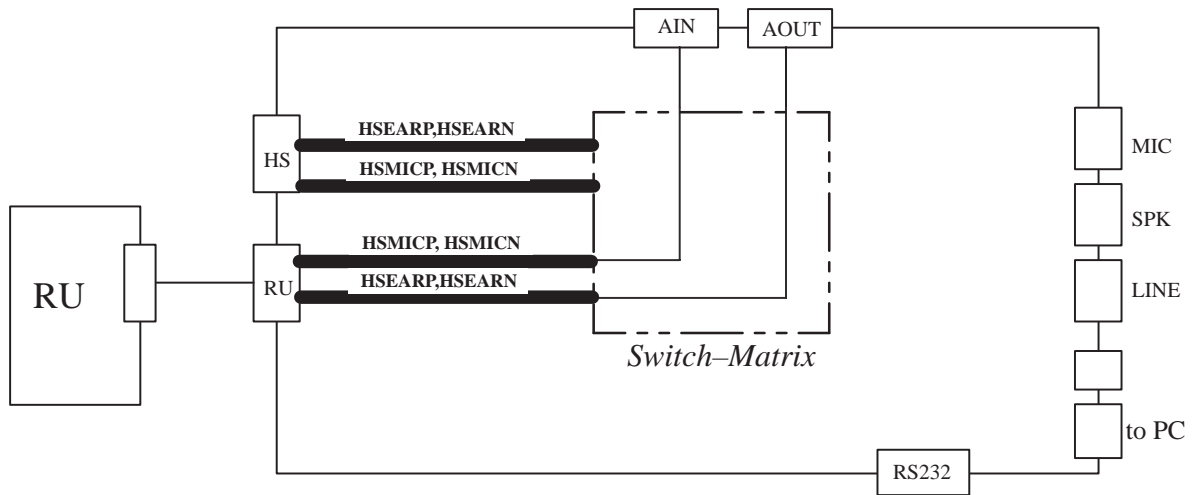 AIN
AOUT
HSEARP,HSEARN
HS
HSMICP, HSMICN
MIC
SPK
HSMICP, HSMICN
RU
RU
HSEARP,HSEARN
LINE
Switch–Matrix
to PC
RS232